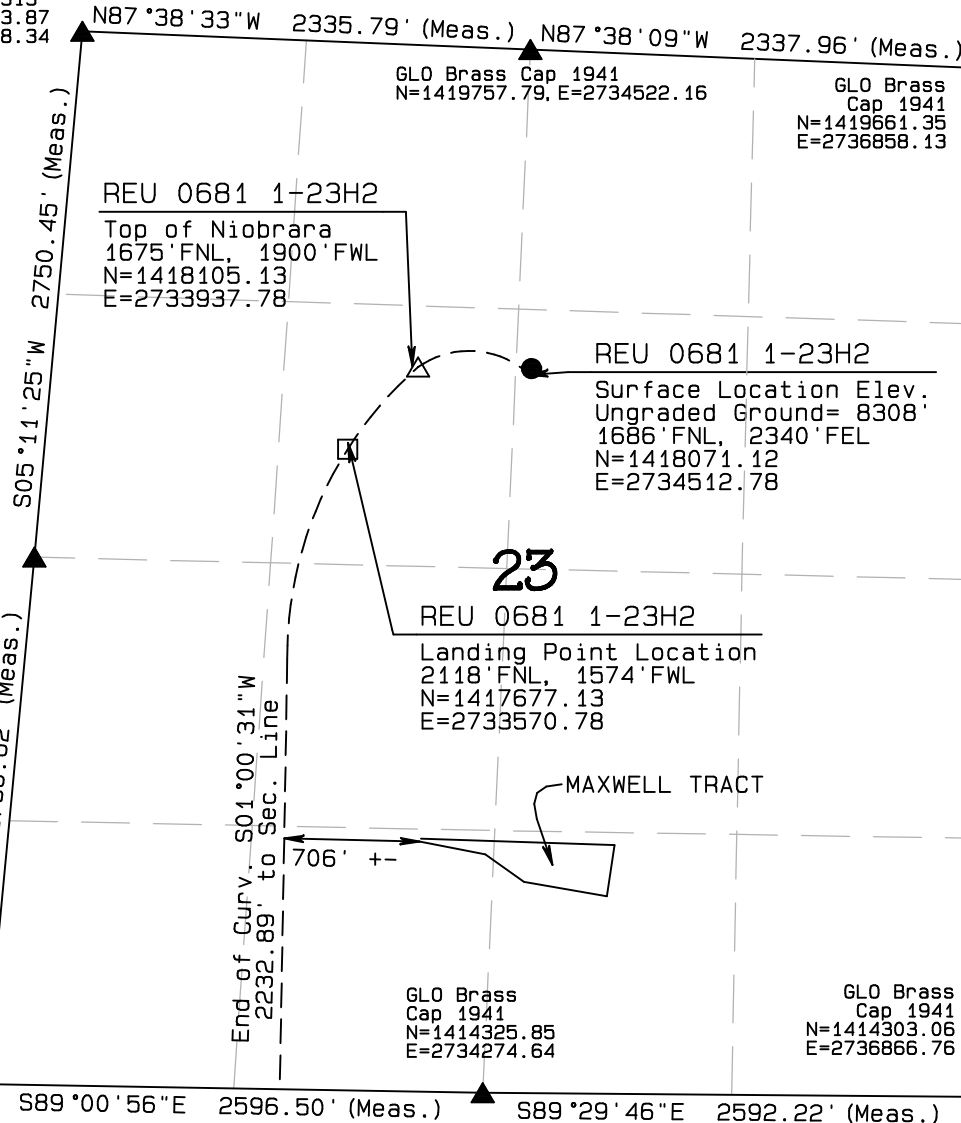 3.87
8.34
N87°38'33"W 2335.79' (Meas.)
N87°38'09"W 2337.96' (Meas.)
GLO Brass Cap 1941
N=1419757.79, E=2734522.16
GLO Brass
Cap 1941
N=1419661.35
E=2736858.13
S05°11'25"W 2750.45' (Meas.)
REU 0681 1-23H2
Top of Niobrara
1675'FNL, 1900'FWL
N=1418105.13
E=2733937.78
REU 0681 1-23H2
Surface Location Elev.
Ungraded Ground= 8308'
1686'FNL, 2340'FEL
N=1418071.12
E=2734512.78
23
REU 0681 1-23H2
Landing Point Location
2118'FNL, 1574'FWL
N=1417677.13
E=2733570.78
(Meas.)
End of Curv. S01°00'31"W
2232.89' to Sec. Line
MAXWELL TRACT
706' +-
GLO Brass
Cap 1941
N=1414325.85
E=2734274.64
GLO Brass
Cap 1941
N=1414303.06
E=2736866.76
S89°00'56"E 2596.50' (Meas.)
S89°29'46"E 2592.22' (Meas.)